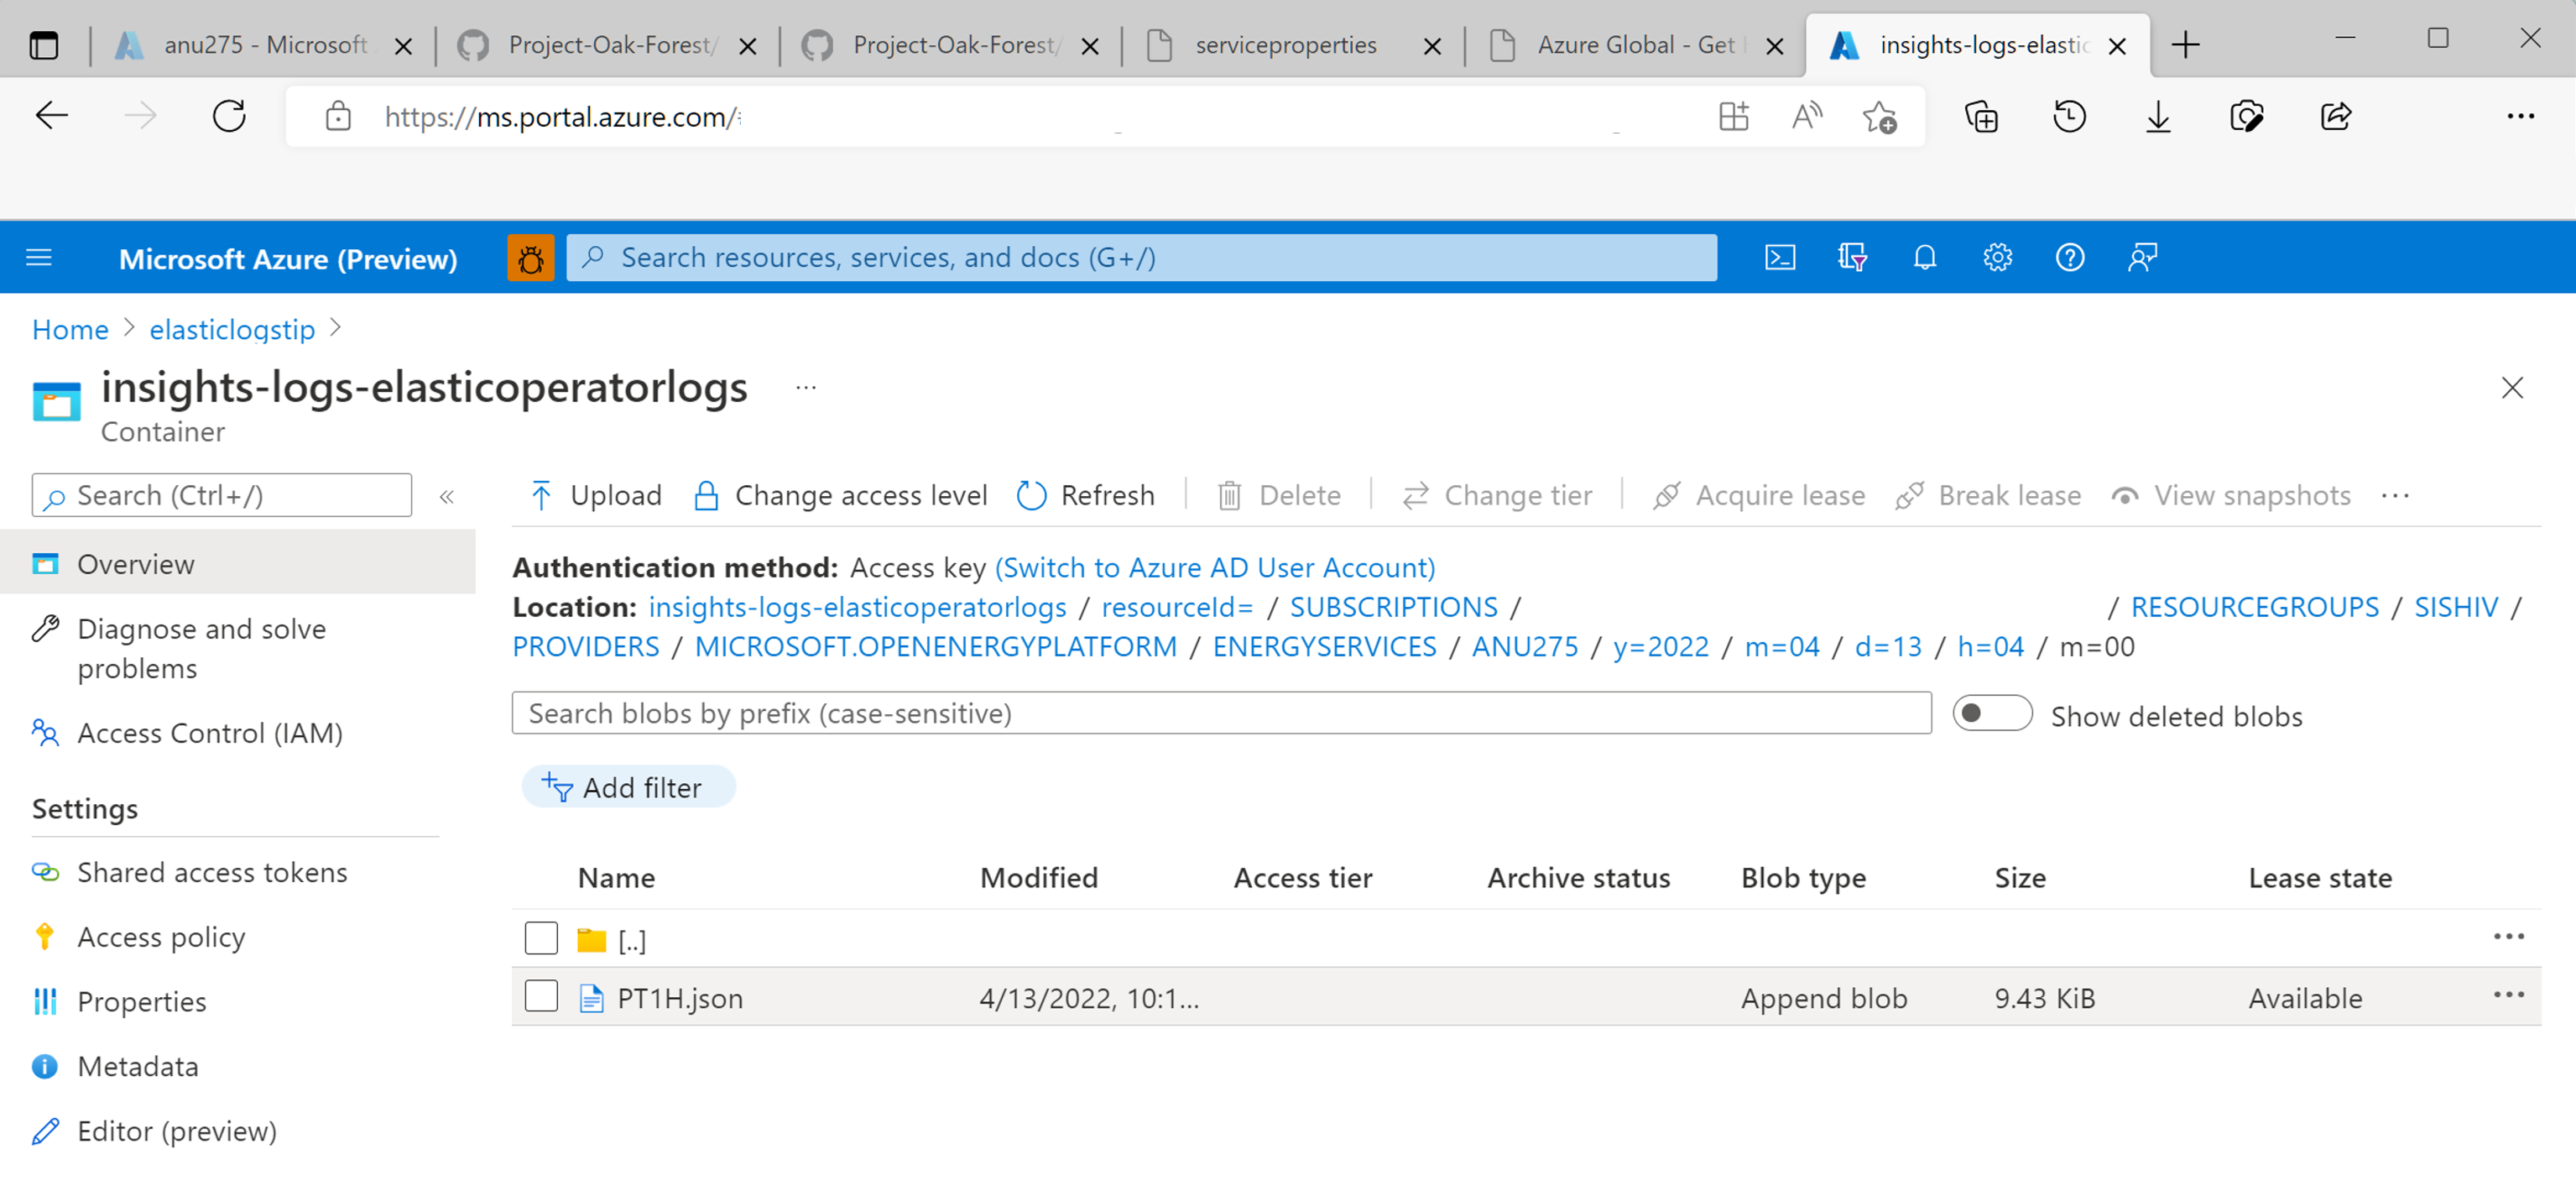 anu275 - Microsoft
Project-Oak-Forest/
Project-Oak-Forest/
serviceproperties
Azure Global - Get
insights-logs-elastic
https://ms.portal.azure.com/
Microsoft Azure (Preview)
Search resources, services, and docs (G+/)
Home > elasticlogstip >
insights-logs-elasticoperatorlogs ...
Container
Search (Ctrl+/) «
Upload Change access level Refresh Delete Change tier Acquire lease Break lease View snapshots ...
Overview
Diagnose and solve
problems
Access Control (IAM)
Settings
Shared access tokens
Access policy
Properties
Metadata
Editor (preview)
Authentication method: Access key (Switch to Azure AD User Account)
Location: insights-logs-elasticoperatorlogs / resourceId= / SUBSCRIPTIONS / / RESOURCEGROUPS / SISHIV /
PROVIDERS / MICROSOFT.OPENENERGYPLATFORM / ENERGYSERVICES / ANU275 / y=2022 / m=04 / d=13 / h=04 / m=00
Search blobs by prefix (case-sensitive)
Show deleted blobs
Add filter
Name Modified Access tier Archive status Blob type Size Lease state
[..] ...
PT1H.json 4/13/2022, 10:1... Append blob 9.43 KiB Available ...